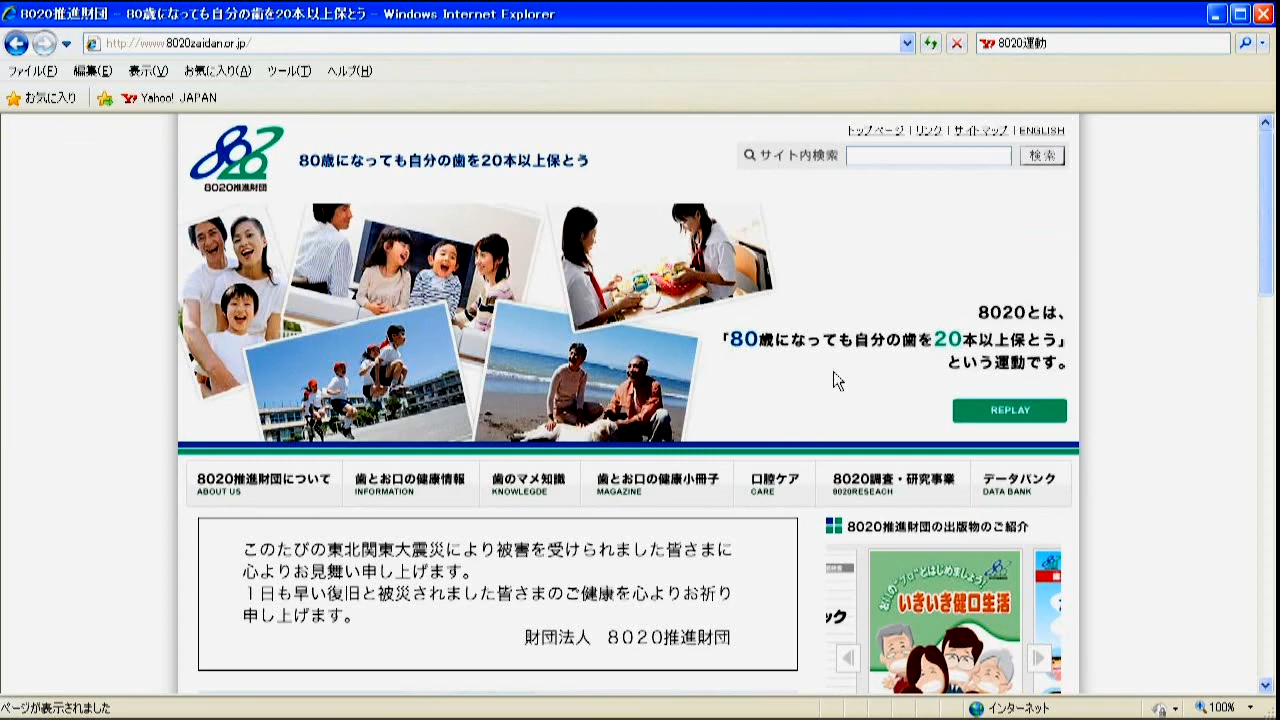 8020推進財団 - 80歳になっても自分の歯を20本以上保とう - Windows Internet Explorer
http://www.8020zaidan.or.jp/
8020運動
ファイル(F) 編集(E) 表示(V) お気に入り(A) ツール(T) ヘルプ(H)
お気に入り Yahoo! JAPAN
トップページ | リンク | サイトマップ | ENGLISH
8020推進財団
80歳になっても自分の歯を20本以上保とう
サイト内検索 検索
8020とは、
「80歳になっても自分の歯を20本以上保とう」
という運動です。
REPLAY
8020推進財団について 歯とお口の健康情報 歯のマメ知識 歯とお口の健康小冊子 口腔ケア 8020調査・研究事業 データバンク
ABOUT US INFORMATION KNOWLEGDE MAGAZINE CARE 8020RESEACH DATA BANK
このたびの東北関東大震災により被害を受けられました皆さまに
心よりお見舞い申し上げます。
1日も早い復旧と被災されました皆さまのご健康を心よりお祈り
申し上げます。
財団法人 8020推進財団
8020推進財団の出版物のご紹介
お口の"プロ"とはじめましょう!
いきいき健口生活
ック
ページが表示されました
インターネット
100%